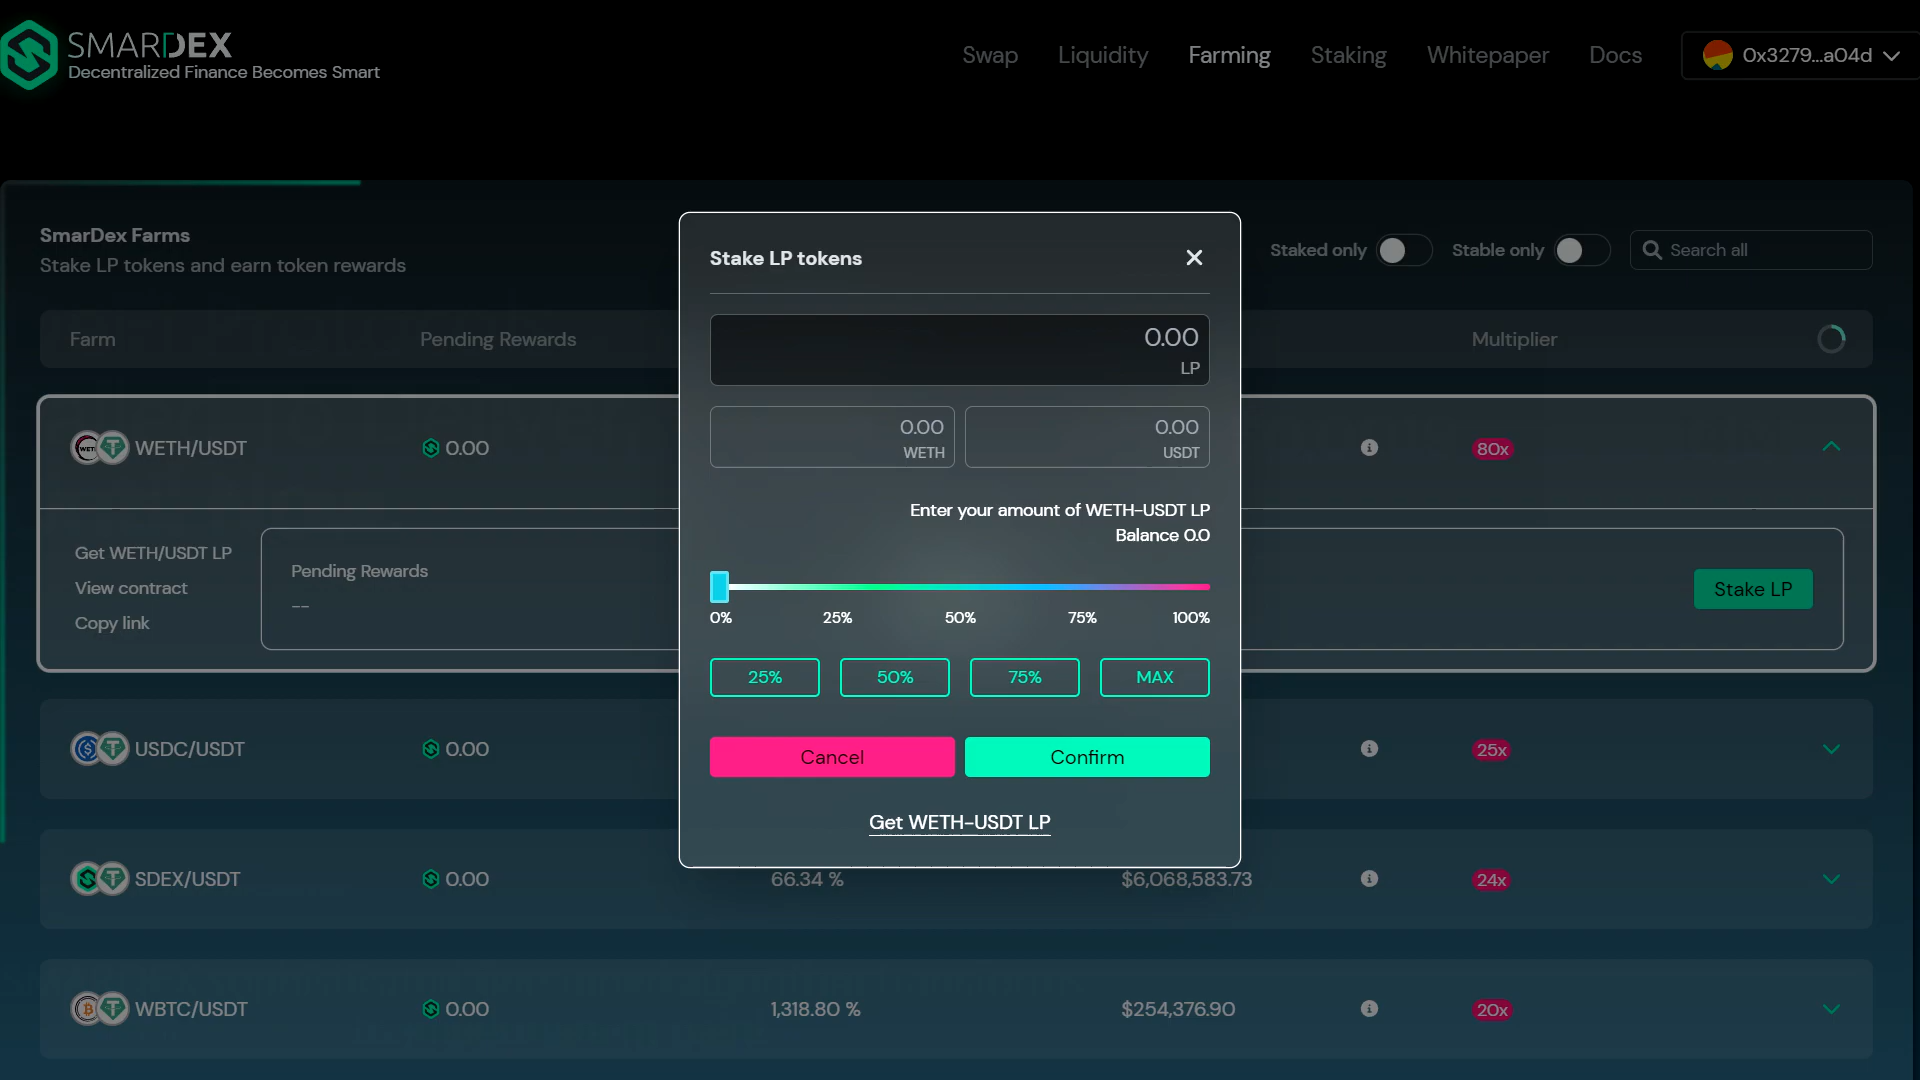 SMARDEX
Decentralized Finance Becomes Smart
Swap
Liquidity
Farming
Staking
Whitepaper
Docs
0x3279...a04d
SmarDex Farms
Stake LP tokens and earn token rewards
Staked only
Stable only
Search all
Farm
Pending Rewards
Multiplier
WETH/USDT
0.00
80x
Get WETH/USDT LP
View contract
Copy link
Pending Rewards
--
Stake LP
Stake LP tokens
0.00
LP
0.00
WETH
0.00
USDT
Enter your amount of WETH-USDT LP
Balance 0.0
0% 25% 50% 75% 100%
25% 50% 75% MAX
Cancel
Confirm
Get WETH-USDT LP
USDC/USDT
0.00
25x
SDEX/USDT
0.00
66.34 %
$6,068,583.73
24x
WBTC/USDT
0.00
1,318.80 %
$254,376.90
20x